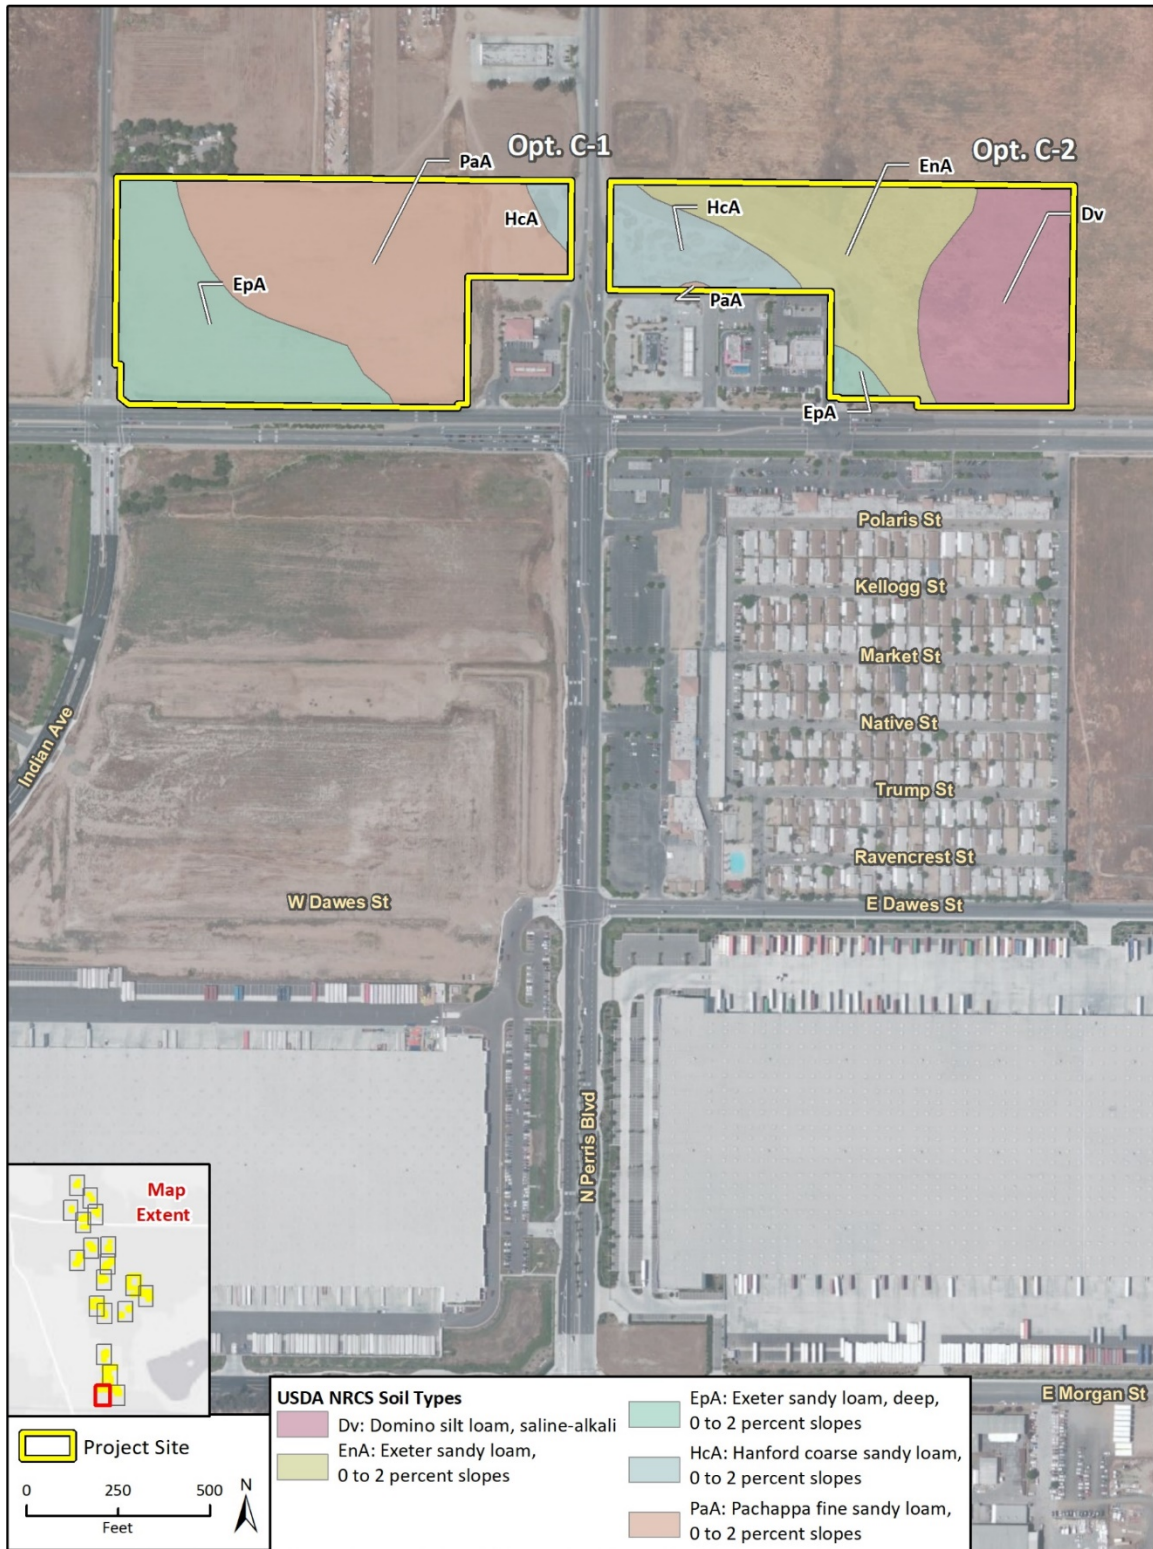 Opt. C-1
PaA
HcA
EpA
Opt. C-2
EnA
HcA
Dv
PaA
EpA
Polaris St
Kellogg St
Market St
Native St
Trump St
Ravencrest St
Indian Ave
W Dawes St
E Dawes St
N Perris Blvd
E Morgan St
Map
Extent
Project Site
0 250 500
Feet
N
USDA NRCS Soil Types
Dv: Domino silt loam, saline-alkali
EnA: Exeter sandy loam,
0 to 2 percent slopes
EpA: Exeter sandy loam, deep,
0 to 2 percent slopes
HcA: Hanford coarse sandy loam,
0 to 2 percent slopes
PaA: Pachappa fine sandy loam,
0 to 2 percent slopes